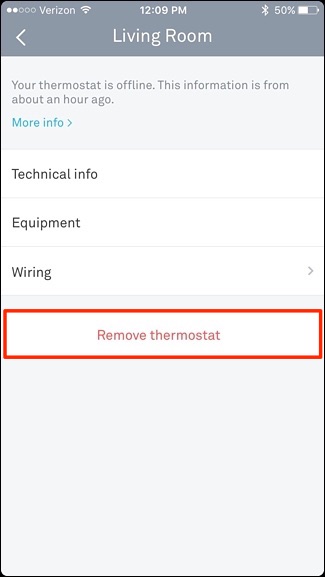 Verizon 12:09 PM 50%
Living Room
Your thermostat is offline. This information is from
about an hour ago.
More info >
Technical info
Equipment
Wiring
Remove thermostat